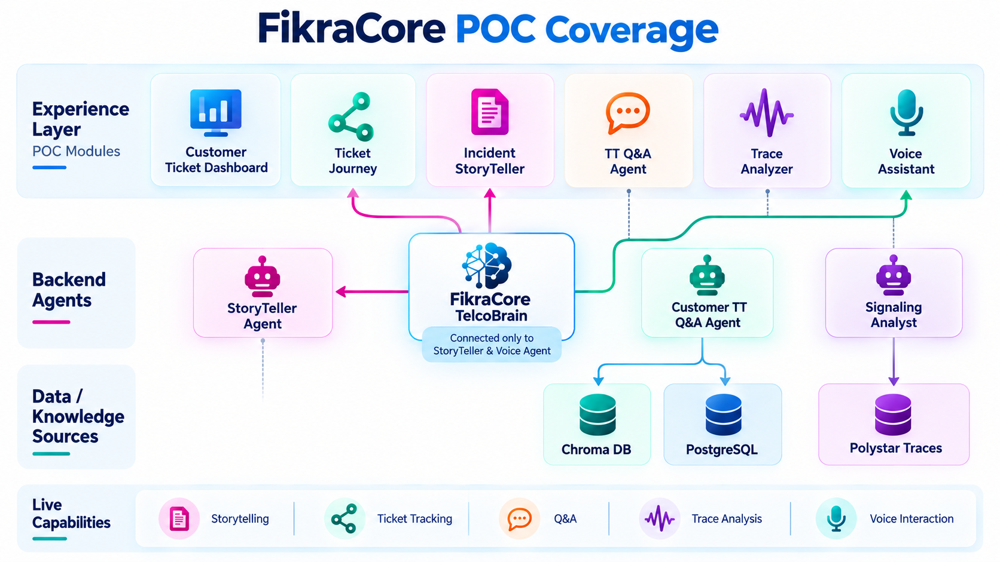 FikraCore POC Coverage
Experience
Layer
POC Modules
Customer
Ticket Dashboard
Ticket
Journey
Incident
StoryTeller
TT Q&A
Agent
Trace
Analyzer
Voice
Assistant
Backend
Agents
StoryTeller
Agent
FikraCore
TelcoBrain
Connected only to
StoryTeller & Voice Agent
Customer TT
Q&A Agent
Signaling
Analyst
Data /
Knowledge
Sources
Chroma DB
PostgreSQL
Polystar Traces
Live
Capabilities
Storytelling
Ticket Tracking
Q&A
Trace Analysis
Voice Interaction